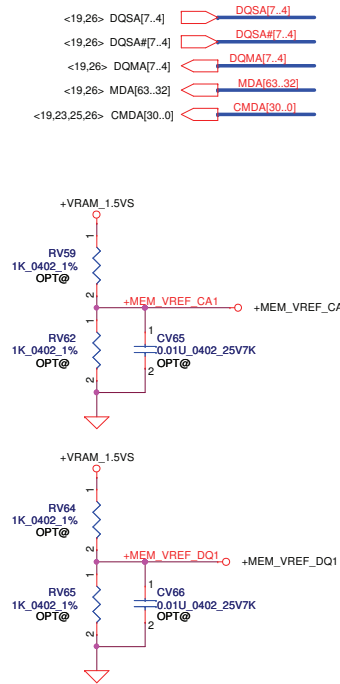 <19,26> DQSA[7..4] DQSA[7..4]
<19,26> DQSA#[7..4] DQSA#[7..4]
<19,26> DQMA[7..4] DQMA[7..4]
<19,26> MDA[63..32] MDA[63..32]
<19,23,25,26> CMDA[30..0] CMDA[30..0]
+VRAM_1.5VS
1
RV59
1K_0402_1%
OPT@
2
+MEM_VREF_CA1 +MEM_VREF_CA
1
RV62
1K_0402_1%
OPT@
2
1
CV65
0.01U_0402_25V7K
OPT@
2
+VRAM_1.5VS
1
RV64
1K_0402_1%
OPT@
2
+MEM_VREF_DQ1 +MEM_VREF_DQ1
1
RV65
1K_0402_1%
OPT@
2
1
CV66
0.01U_0402_25V7K
OPT@
2